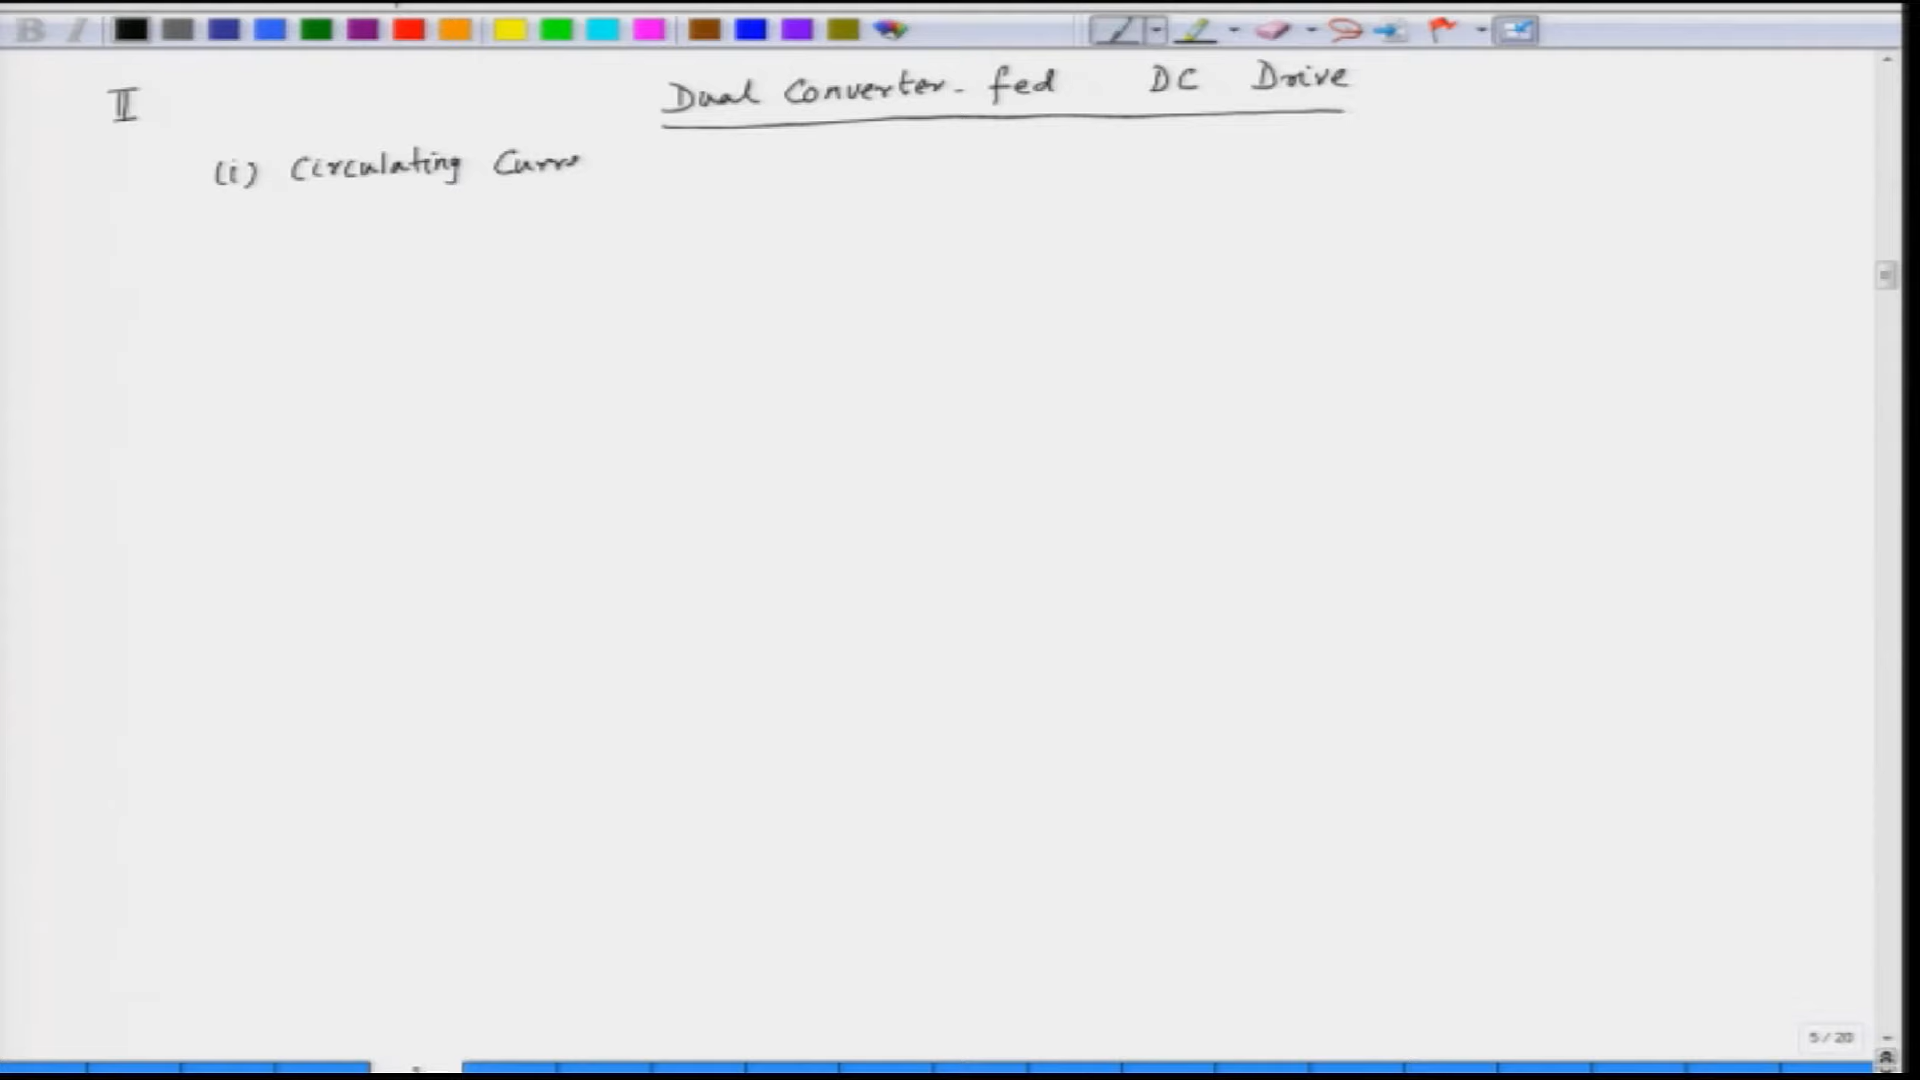 B I
II Dual Converter-fed DC Drive
(i) Circulating Curre
5/20